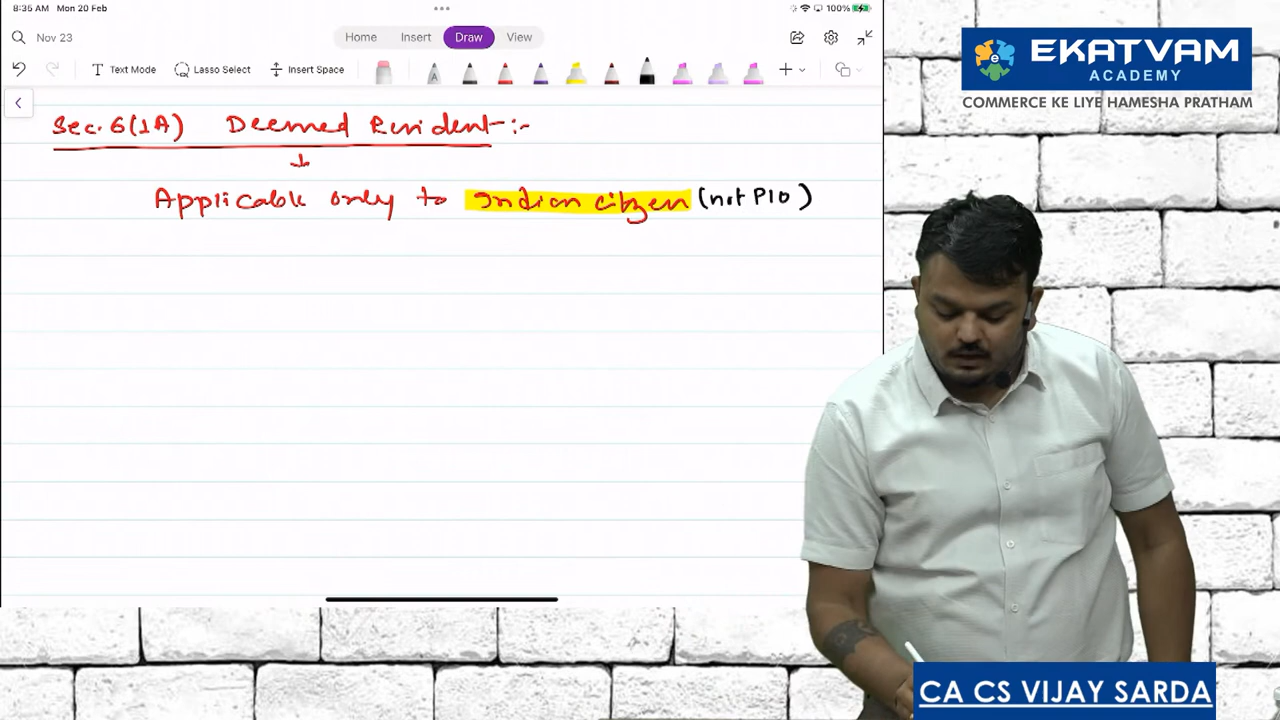 8:35 AM Mon 20 Feb
100%
Nov 23
Home Insert Draw View
Text Mode Lasso Select Insert Space
Sec. 6(1A) Deemed Resident :-
Applicable only to Indian citizen (not PIO)
EKATVAM
ACADEMY
COMMERCE KE LIYE HAMESHA PRATHAM
CA CS VIJAY SARDA